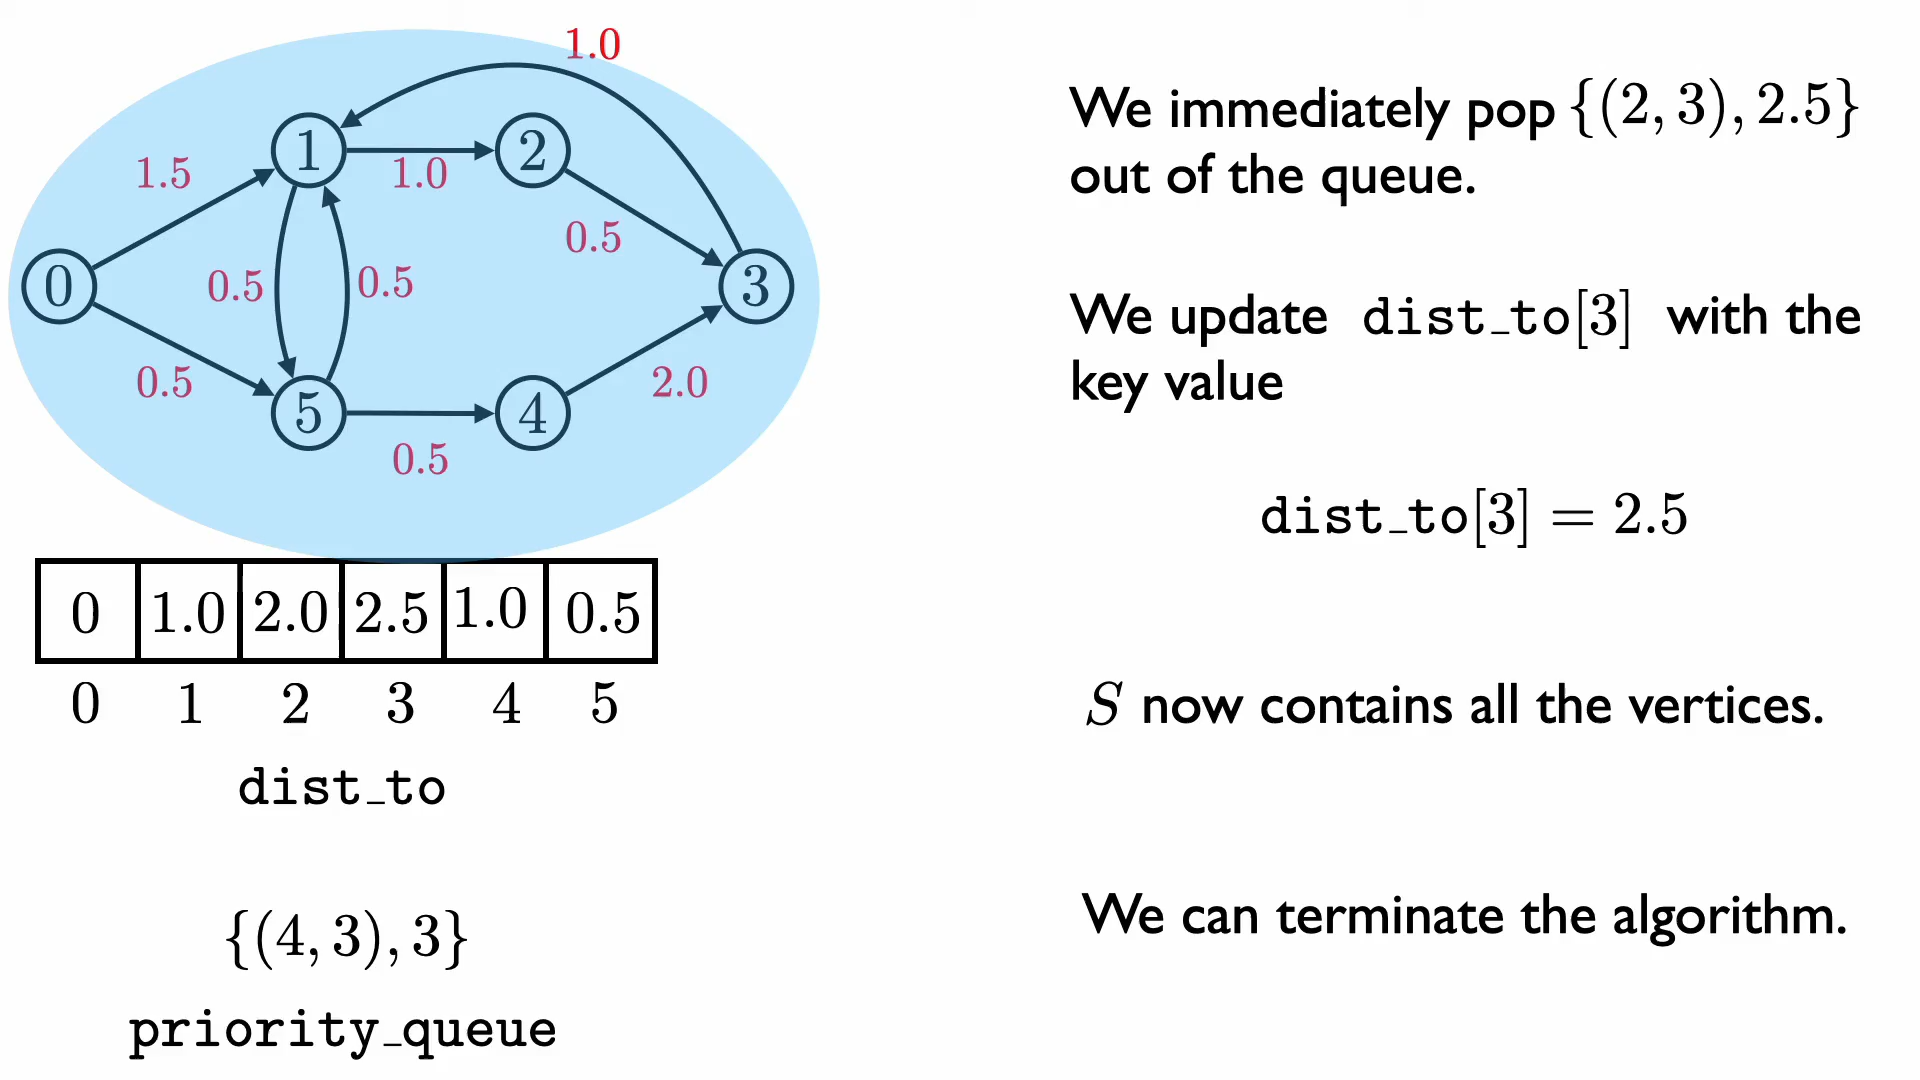 1.0
1
2
1.5
1.0
0.5
0
0.5
0.5
3
0.5
5
4
2.0
0.5
0 1.0 2.0 2.5 1.0 0.5
0 1 2 3 4 5
dist_to
{(4, 3), 3}
priority_queue
We immediately pop {(2, 3), 2.5}
out of the queue.
We update dist_to[3] with the
key value
dist_to[3] = 2.5
S now contains all the vertices.
We can terminate the algorithm.